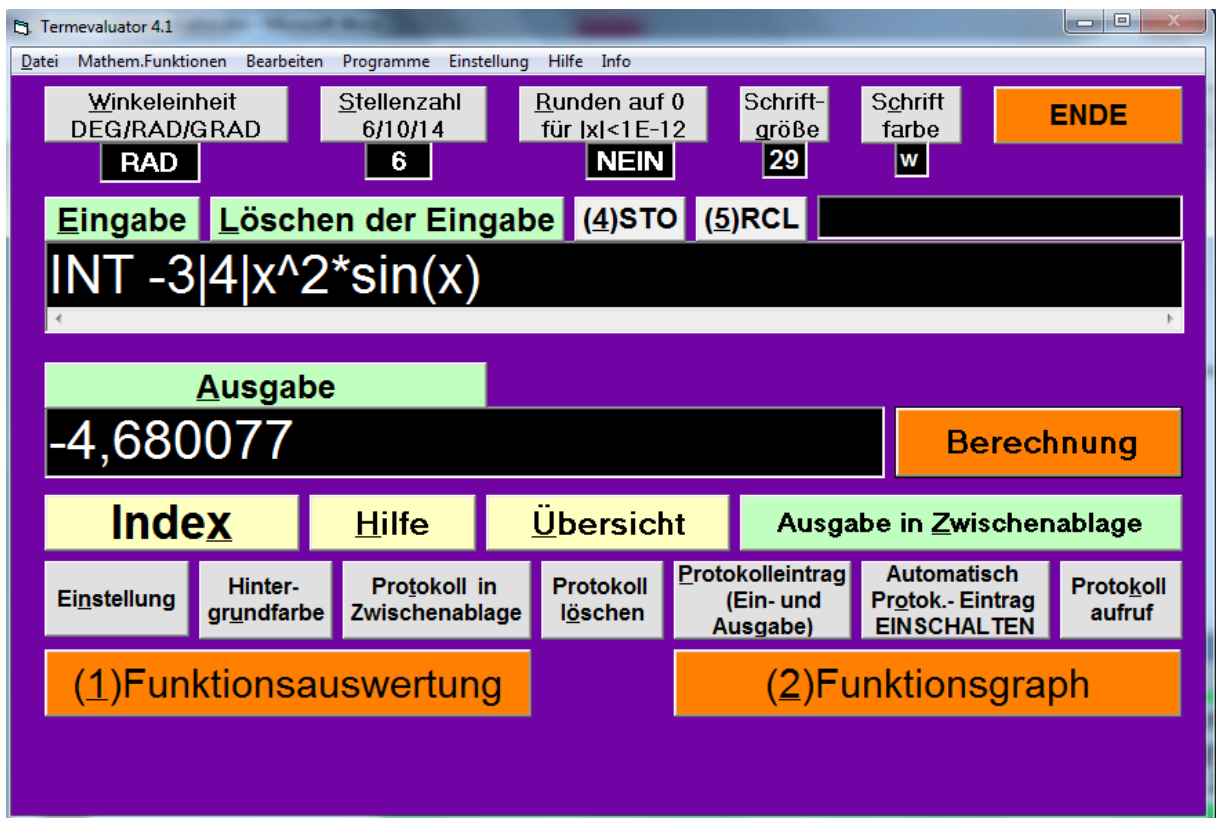 Termevaluator 4.1
Datei Mathem.Funktionen Bearbeiten Programme Einstellung Hilfe Info
Winkeleinheit
DEG/RAD/GRAD
RAD
Stellenzahl
6/10/14
6
Runden auf 0
für |x|<1E-12
NEIN
Schrift-
größe
29
Schrift
farbe
w
ENDE
Eingabe
Löschen der Eingabe
(4)STO
(5)RCL
INT -3|4|x^2*sin(x)
Ausgabe
-4,680077
Berechnung
Index
Hilfe
Übersicht
Ausgabe in Zwischenablage
Einstellung
Hinter-
grundfarbe
Protokoll in
Zwischenablage
Protokoll
löschen
Protokolleintrag
(Ein- und
Ausgabe)
Automatisch
Protok.- Eintrag
EINSCHALTEN
Protokoll
aufruf
(1)Funktionsauswertung
(2)Funktionsgraph